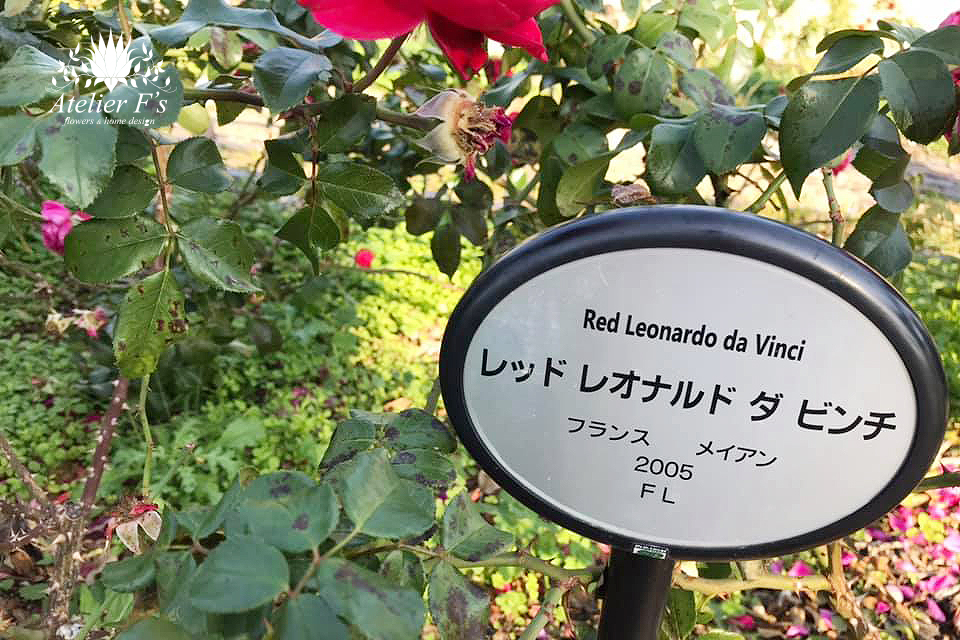 Atelier F's
flowers & home design
Red Leonardo da Vinci
レッド レオナルド ダ ビンチ
フランス メイアン
2005
FL